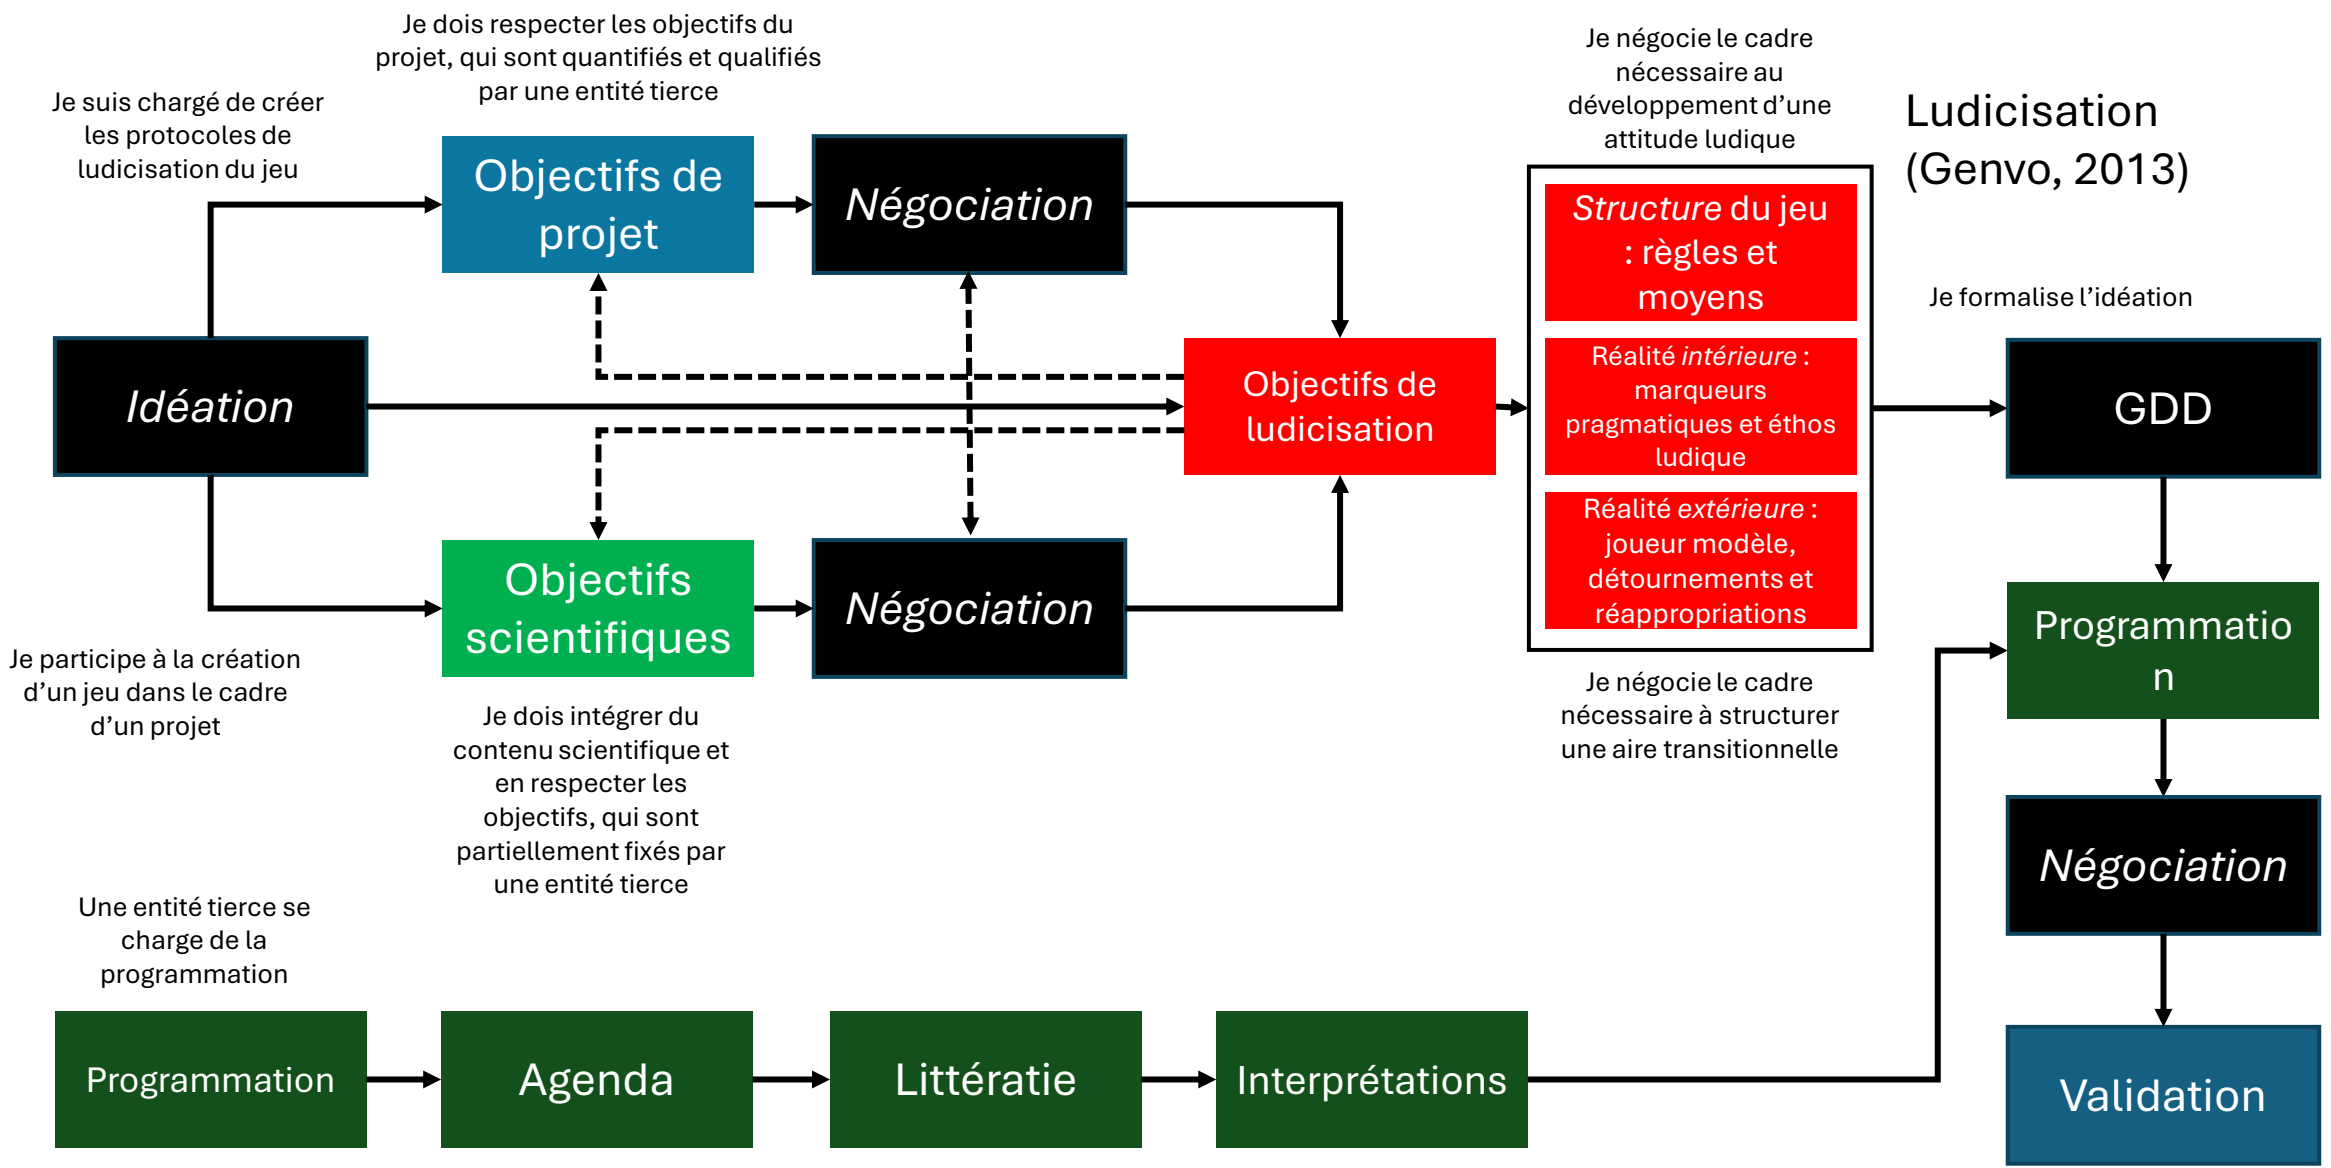 Je dois respecter les objectifs du
projet, qui sont quantifiés et qualifiés
par une entité tierce
Je suis chargé de créer
les protocoles de
ludicisation du jeu
Objectifs de
projet
Négociation
Idéation
Objectifs de
ludicisation
Objectifs
scientifiques
Négociation
Je participe à la création
d’un jeu dans le cadre
d’un projet
Je dois intégrer du
contenu scientifique et
en respecter les
objectifs, qui sont
partiellement fixés par
une entité tierce
Je négocie le cadre
nécessaire au
développement d’une
attitude ludique
Structure du jeu
: règles et
moyens
Réalité intérieure :
marqueurs
pragmatiques et éthos
ludique
Réalité extérieure :
joueur modèle,
détournements et
réappropriations
Je négocie le cadre
nécessaire à structurer
une aire transitionnelle
Ludicisation
(Genvo, 2013)
Je formalise l’idéation
GDD
Programmatio
n
Négociation
Validation
Une entité tierce se
charge de la
programmation
Programmation
Agenda
Littératie
Interprétations